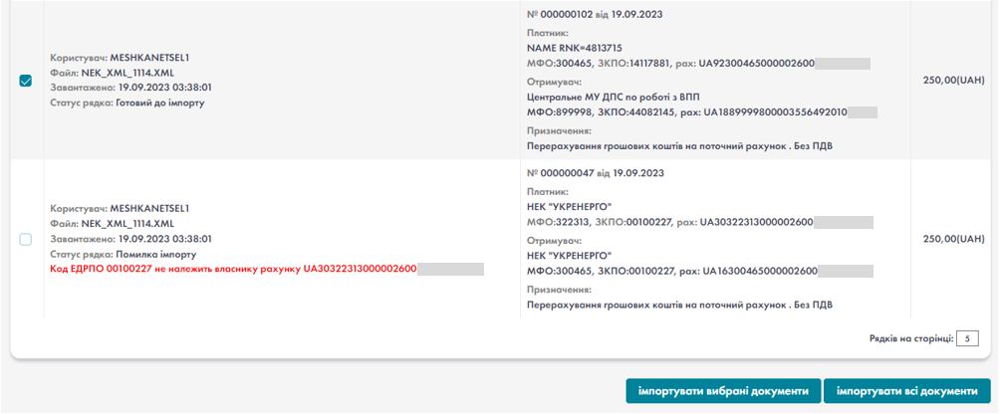 Користувач: MESHKANETSEL1
Файл: NEK_XML_1114.XML
Завантажено: 19.09.2023 03:38:01
Статус рядка: Готовий до імпорту
№ 000000102 від 19.09.2023
Платник:
NAME RNK=4813715
МФО:300465, ЗКПО:14117881, рах: UA92300465000002600
Отримувач:
Центральне МУ ДПС по роботі з ВПП
МФО:899998, ЗКПО:44082145, рах: UA1889999800003556492010
Призначення:
Перерахування грошових коштів на поточний рахунок . Без ПДВ
250,00(UAH)
Користувач: MESHKANETSEL1
Файл: NEK_XML_1114.XML
Завантажено: 19.09.2023 03:38:01
Статус рядка: Помилка імпорту
Код ЕДРПО 00100227 не належить власнику рахунку UA30322313000002600
№ 000000047 від 19.09.2023
Платник:
НЕК "УКРЕНЕРГО"
МФО:322313, ЗКПО:00100227, рах: UA30322313000002600
Отримувач:
НЕК "УКРЕНЕРГО"
МФО:300465, ЗКПО:00100227, рах: UA16300465000002600
Призначення:
Перерахування грошових коштів на поточний рахунок . Без ПДВ
250,00(UAH)
Рядків на сторінці: 5
імпортувати вибрані документи
імпортувати всі документи